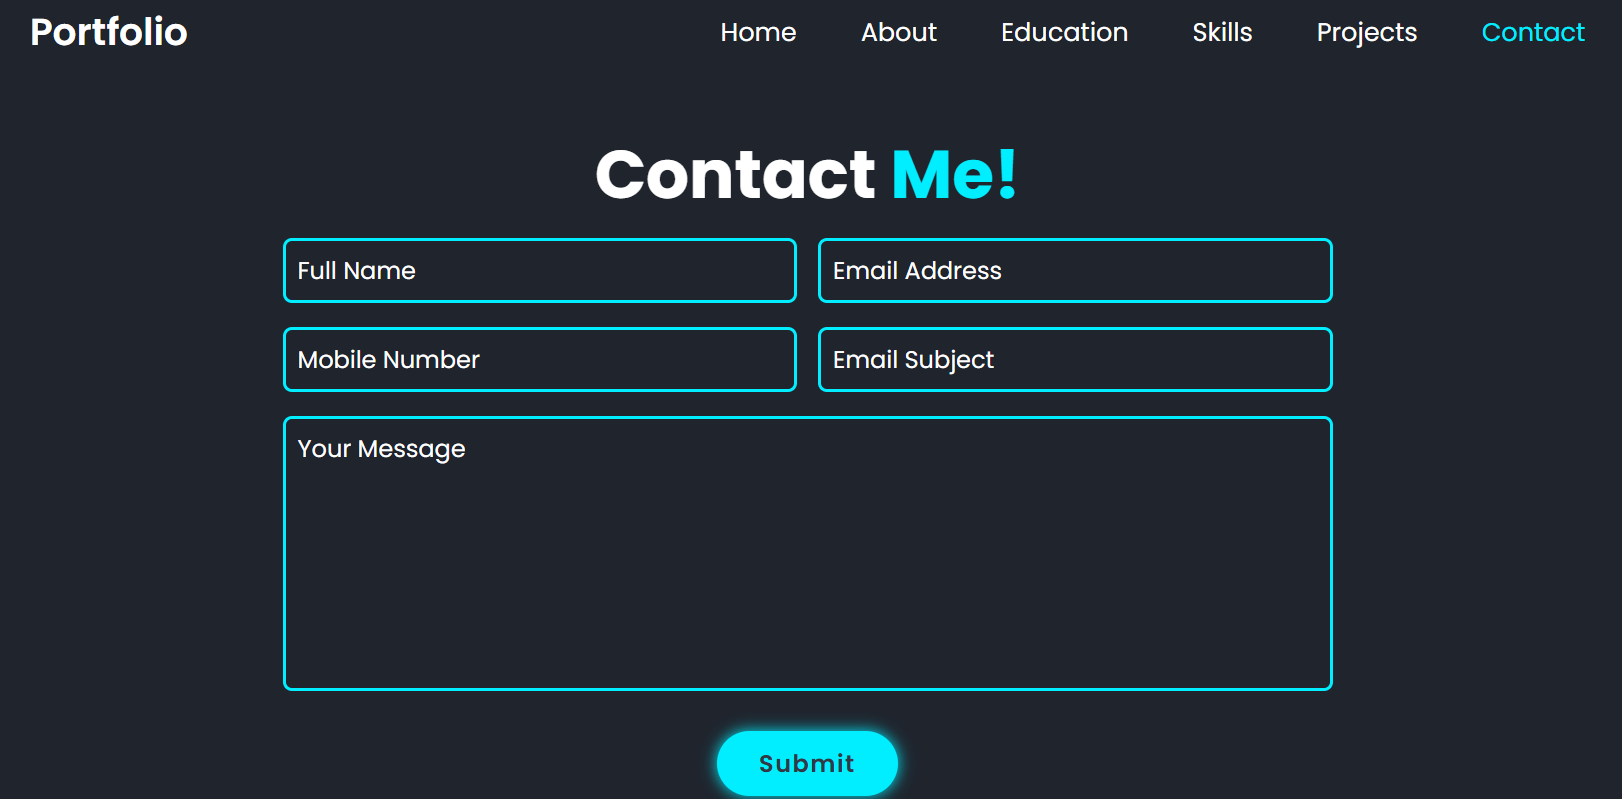 Portfolio Home About Education Skills Projects Contact
Contact Me!
Full Name Email Address
Mobile Number Email Subject
Your Message
Submit